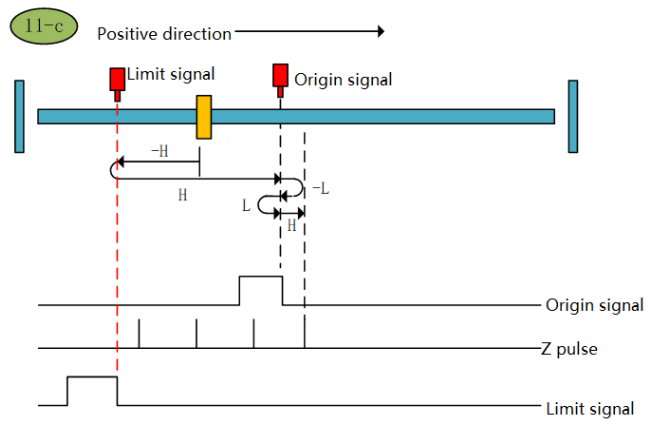 11-c
Positive direction
Limit signal
Origin signal
-H
H
-L
L
H
Origin signal
Z pulse
Limit signal